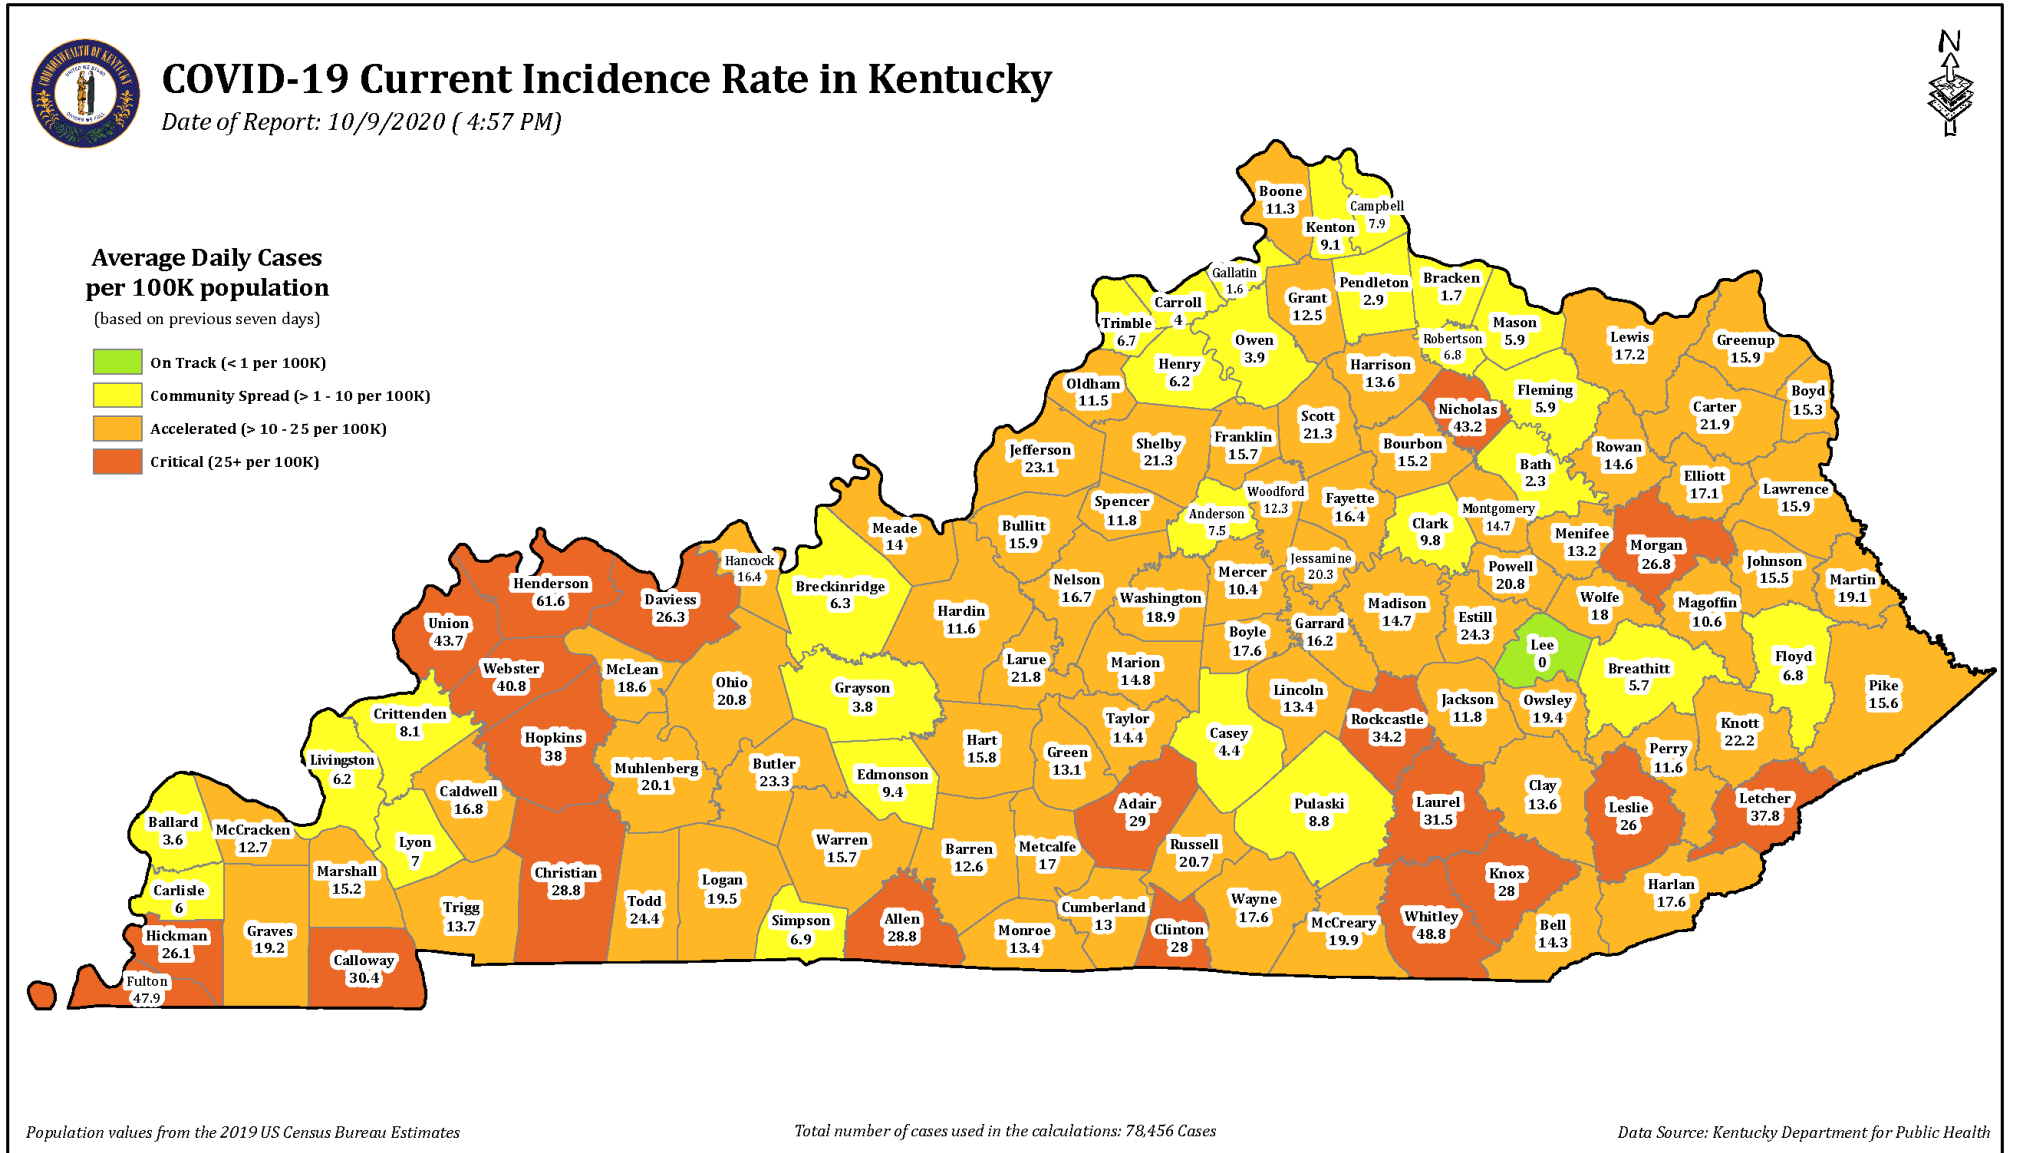 COMMONWEALTH OF KENTUCKY
UNITED WE STAND
DIVIDED WE FALL
COVID-19 Current Incidence Rate in Kentucky
Date of Report: 10/9/2020 ( 4:57 PM)
N
Average Daily Cases
per 100K population
(based on previous seven days)
On Track (< 1 per 100K)
Community Spread (> 1 - 10 per 100K)
Accelerated (> 10 - 25 per 100K)
Critical (25+ per 100K)
Boone
11.3
Campbell
7.9
Kenton
9.1
Gallatin
1.6
Carroll
4
Trimble
6.7
Grant
12.5
Pendleton
2.9
Bracken
1.7
Mason
5.9
Robertson
6.8
Lewis
17.2
Greenup
15.9
Owen
3.9
Henry
6.2
Oldham
11.5
Harrison
13.6
Nicholas
43.2
Fleming
5.9
Carter
21.9
Boyd
15.3
Scott
21.3
Franklin
15.7
Shelby
21.3
Jefferson
23.1
Bourbon
15.2
Bath
2.3
Rowan
14.6
Elliott
17.1
Lawrence
15.9
Meade
14
Bullitt
15.9
Spencer
11.8
Anderson
7.5
Woodford
12.3
Fayette
16.4
Clark
9.8
Montgomery
14.7
Menifee
13.2
Morgan
26.8
Johnson
15.5
Martin
19.1
Hancock
16.4
Breckinridge
6.3
Henderson
61.6
Daviess
26.3
Union
43.7
Webster
40.8
McLean
18.6
Ohio
20.8
Grayson
3.8
Hardin
11.6
Nelson
16.7
Washington
18.9
Mercer
10.4
Jessamine
20.3
Madison
14.7
Garrard
16.2
Boyle
17.6
Larue
21.8
Marion
14.8
Estill
24.3
Powell
20.8
Wolfe
18
Magoffin
10.6
Lee
0
Breathitt
5.7
Floyd
6.8
Pike
15.6
Crittenden
8.1
Livingston
6.2
Hopkins
38
Caldwell
16.8
Lyon
7
Muhlenberg
20.1
Butler
23.3
Edmonson
9.4
Hart
15.8
Green
13.1
Taylor
14.4
Casey
4.4
Lincoln
13.4
Rockcastle
34.2
Jackson
11.8
Owsley
19.4
Perry
11.6
Knott
22.2
Letcher
37.8
Leslie
26
Clay
13.6
Laurel
31.5
Pulaski
8.8
Adair
29
Russell
20.7
Metcalfe
17
Barren
12.6
Warren
15.7
Ballard
3.6
McCracken
12.7
Marshall
15.2
Carlisle
6
Hickman
26.1
Fulton
47.9
Graves
19.2
Calloway
30.4
Trigg
13.7
Christian
28.8
Todd
24.4
Logan
19.5
Simpson
6.9
Allen
28.8
Monroe
13.4
Cumberland
13
Clinton
28
Wayne
17.6
McCreary
19.9
Whitley
48.8
Knox
28
Bell
14.3
Harlan
17.6
Population values from the 2019 US Census Bureau Estimates
Total number of cases used in the calculations: 78,456 Cases
Data Source: Kentucky Department for Public Health